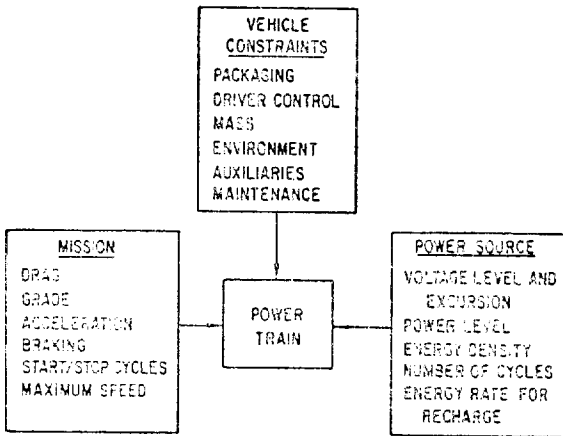 VEHICLE
CONSTRAINTS
PACKAGING
DRIVER CONTROL
MASS
ENVIRONMENT
AUXILIARIES
MAINTENANCE
MISSION
DRAG
GRADE
ACCELERATION
BRAKING
START/STOP CYCLES
MAXIMUM SPEED
POWER
TRAIN
POWER SOURCE
VOLTAGE LEVEL AND
EXCURSION
POWER LEVEL
ENERGY DENSITY
NUMBER OF CYCLES
ENERGY RATE FOR
RECHARGE